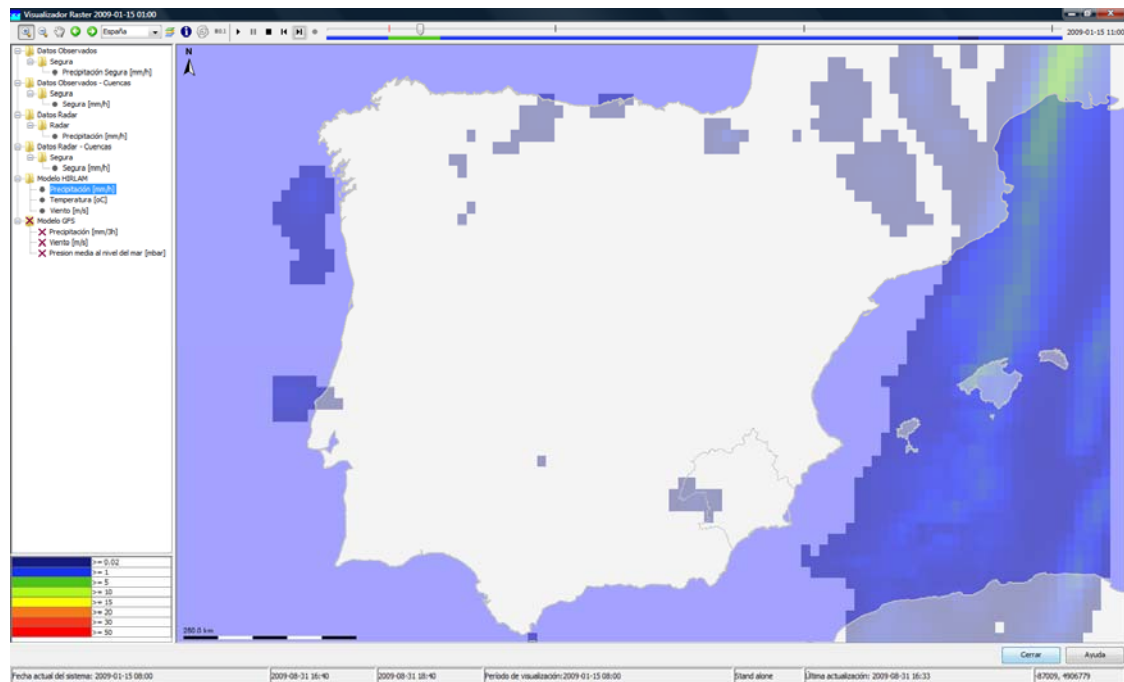 Visualizador Raster 2009-01-15 01:00
España
2009-01-15 11:00
Datos Observados
Segura
Precipitación Segura [mm/h]
Datos Observados - Cuencas
Segura
Segura [mm/h]
Datos Radar
Radar
Precipitación [mm/h]
Datos Radar - Cuencas
Segura
Segura [mm/h]
Modelo HIRLAM
Precipitación [mm/h]
Temperatura [oC]
Viento [m/s]
Modelo GFS
Precipitación [mm/3h]
Viento [m/s]
Presion media al nivel del mar [mbar]
N
>= 0.02
>= 1
>= 5
>= 10
>= 15
>= 20
>= 30
>= 50
250.0 km
Cerrar
Ayuda
Fecha actual del sistema: 2009-01-15 08:00
2009-08-31 16:40
2009-08-31 18:40
Período de visualización:2009-01-15 08:00
Stand alone
Última actualización: 2009-08-31 16:33
-87009, 4906779